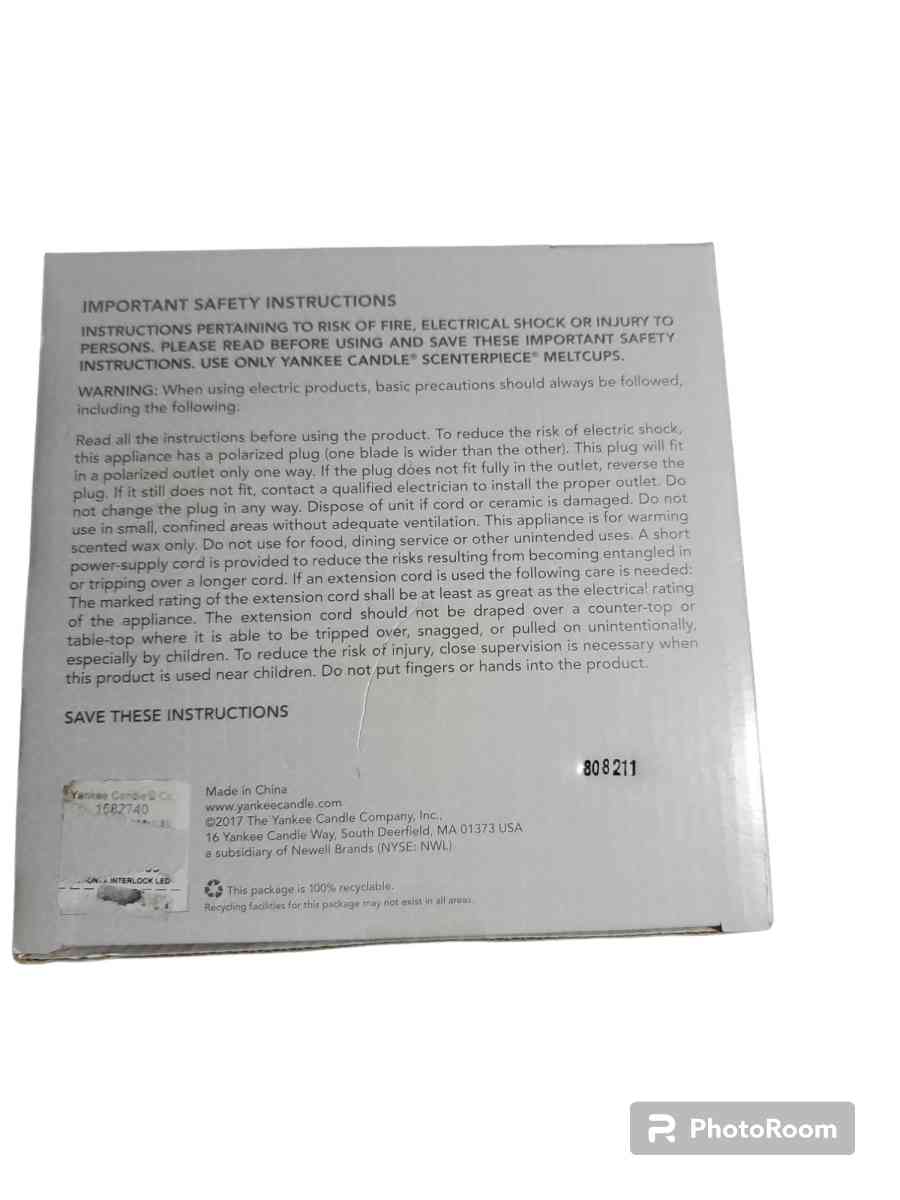 IMPORTANT SAFETY INSTRUCTIONS
INSTRUCTIONS PERTAINING TO RISK OF FIRE, ELECTRICAL SHOCK OR INJURY TO
PERSONS. PLEASE READ BEFORE USING AND SAVE THESE IMPORTANT SAFETY
INSTRUCTIONS. USE ONLY YANKEE CANDLE® SCENTERPIECE® MELTCUPS.
WARNING: When using electric products, basic precautions should always be followed,
including the following:
Read all the instructions before using the product. To reduce the risk of electric shock,
this appliance has a polarized plug (one blade is wider than the other). This plug will fit
in a polarized outlet only one way. If the plug does not fit fully in the outlet, reverse the
plug. If it still does not fit, contact a qualified electrician to install the proper outlet. Do
not change the plug in any way. Dispose of unit if cord or ceramic is damaged. Do not
use in small, confined areas without adequate ventilation. This appliance is for warming
scented wax only. Do not use for food, dining service or other unintended uses. A short
power-supply cord is provided to reduce the risks resulting from becoming entangled in
or tripping over a longer cord. If an extension cord is used the following care is needed:
The marked rating of the extension cord shall be at least as great as the electrical rating
of the appliance. The extension cord should not be draped over a counter-top or
table-top where it is able to be tripped over, snagged, or pulled on unintentionally,
especially by children. To reduce the risk of injury, close supervision is necessary when
this product is used near children. Do not put fingers or hands into the product.
SAVE THESE INSTRUCTIONS
808211
Yankee Candle® Co
1582740
INTERLOCK LED
Made in China
www.yankeecandle.com
©2017 The Yankee Candle Company, Inc.,
16 Yankee Candle Way, South Deerfield, MA 01373 USA
a subsidiary of Newell Brands (NYSE: NWL)
This package is 100% recyclable.
Recycling facilities for this package may not exist in all areas.
PhotoRoom